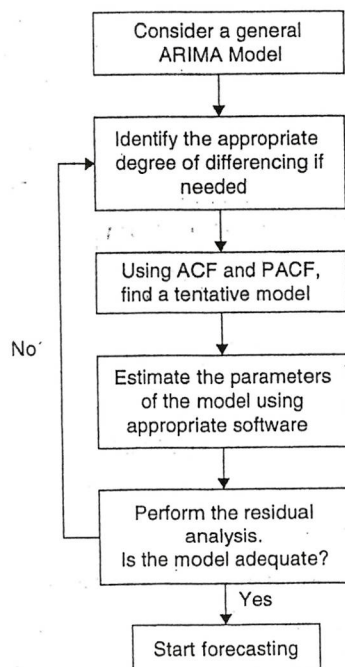 Consider a general
ARIMA Model
Identify the appropriate
degree of differencing if
needed
Using ACF and PACF,
find a tentative model
No
Estimate the parameters
of the model using
appropriate software
Perform the residual
analysis.
Is the model adequate?
Yes
Start forecasting